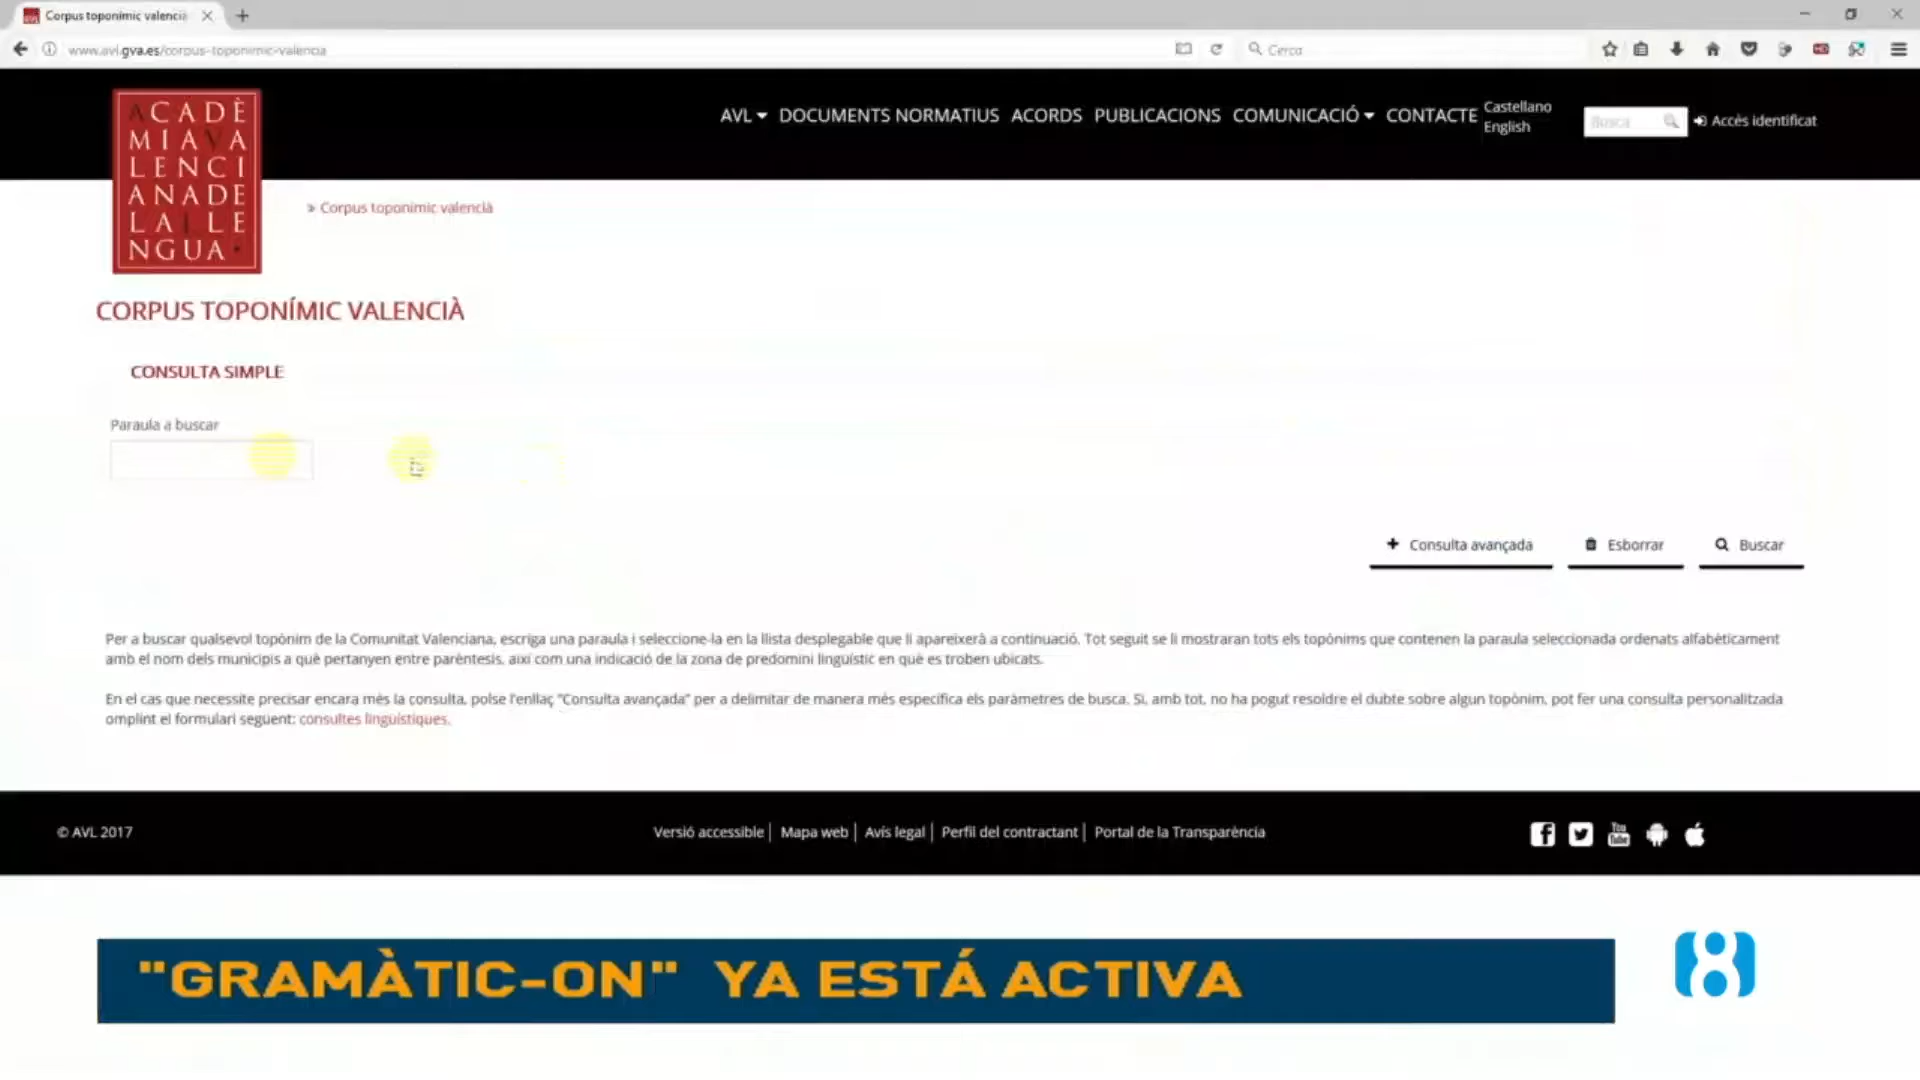 Corpus toponímic valencià
www.avl.gva.es/corpus-toponimic-valencia
Cerca
ACADÈ
MIAVA
LENCI
ANADE
LALLE
NGUA
AVL
DOCUMENTS NORMATIUS
ACORDS
PUBLICACIONS
COMUNICACIÓ
CONTACTE
Castellano
English
Busca
Accès identificat
» Corpus toponímic valencià
CORPUS TOPONÍMIC VALENCIÀ
CONSULTA SIMPLE
Paraula a buscar
Consulta avançada
Esborrar
Buscar
Per a buscar qualsevol topònim de la Comunitat Valenciana, escriga una paraula i seleccione-la en la llista desplegable que li apareixerà a continuació. Tot seguit se li mostraran tots els topònims que contenen la paraula seleccionada ordenats alfabèticament
amb el nom dels municipis a què pertanyen entre parèntesis, així com una indicació de la zona de predomini lingüístic en què es troben ubicats.
En el cas que necessite precisar encara més la consulta, polse l'enllaç "Consulta avançada" per a delimitar de manera més específica els paràmetres de busca. Si, amb tot, no ha pogut resoldre el dubte sobre algun topònim, pot fer una consulta personalitzada
omplint el formulari següent: consultes lingüístiques.
© AVL 2017
Versió accessible | Mapa web | Avís legal | Perfil del contractant | Portal de la Transparència
You Tube
"GRAMÀTIC-ON" YA ESTÁ ACTIVA
8